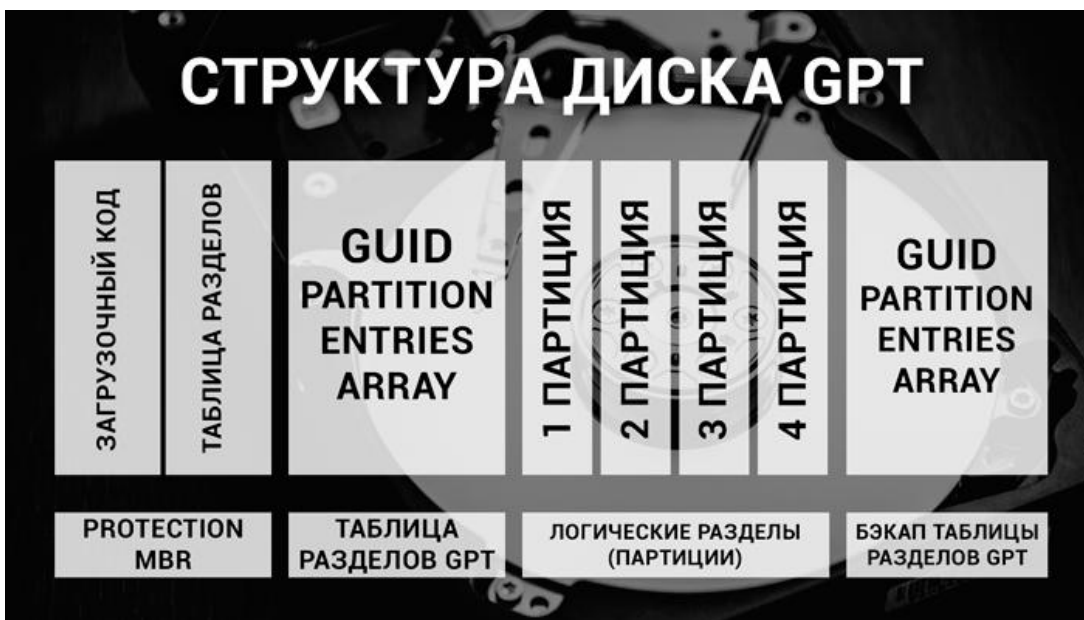 СТРУКТУРА ДИСКА GPT
ЗАГРУЗОЧНЫЙ КОД
ТАБЛИЦА РАЗДЕЛОВ
GUID
PARTITION
ENTRIES
ARRAY
1 ПАРТИЦИЯ
2 ПАРТИЦИЯ
3 ПАРТИЦИЯ
4 ПАРТИЦИЯ
GUID
PARTITION
ENTRIES
ARRAY
PROTECTION
MBR
ТАБЛИЦА
РАЗДЕЛОВ GPT
ЛОГИЧЕСКИЕ РАЗДЕЛЫ
(ПАРТИЦИИ)
БЭКАП ТАБЛИЦЫ
РАЗДЕЛОВ GPT